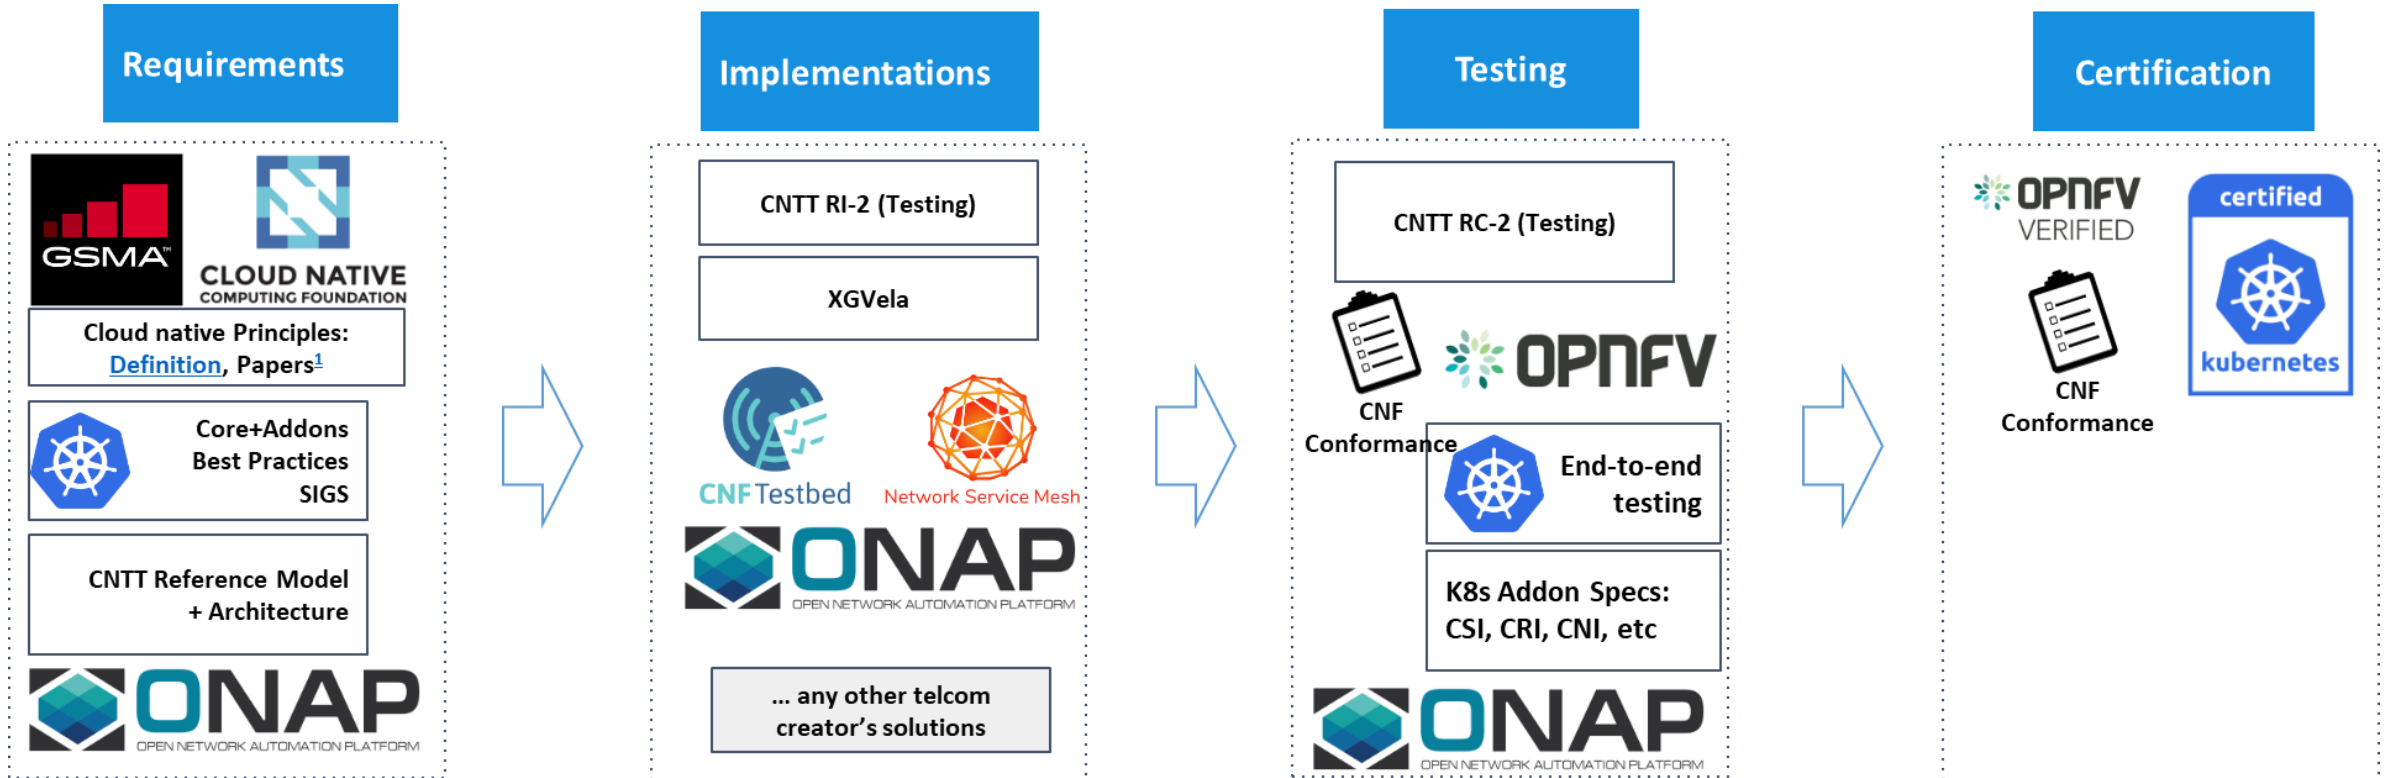 Requirements
GSMA™
CLOUD NATIVE
COMPUTING FOUNDATION
Cloud native Principles:
Definition, Papers1
Core+Addons
Best Practices
SIGS
CNTT Reference Model
+ Architecture
ONAP
OPEN NETWORK AUTOMATION PLATFORM
Implementations
CNTT RI-2 (Testing)
XGVela
CNF Testbed
Network Service Mesh
ONAP
OPEN NETWORK AUTOMATION PLATFORM
... any other telcom
creator's solutions
Testing
CNTT RC-2 (Testing)
CNF
Conformance
OPNFV
End-to-end
testing
K8s Addon Specs:
CSI, CRI, CNI, etc
ONAP
OPEN NETWORK AUTOMATION PLATFORM
Certification
OPNFV
VERIFIED
CNF
Conformance
certified
kubernetes